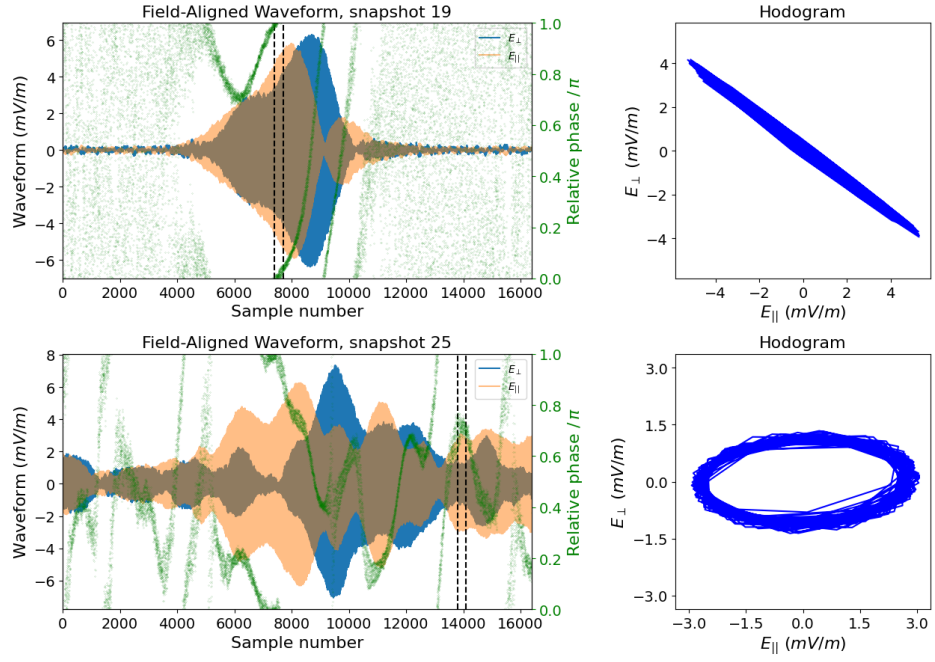 Field-Aligned Waveform, snapshot 19
Waveform (mV/m)
6
4
2
0
−2
−4
−6
E⊥
E||
1.0
0.8
0.6
0.4
0.2
0.0
Relative phase / π
0 2000 4000 6000 8000 10000 12000 14000 16000
Sample number
Hodogram
E⊥ (mV/m)
4
2
0
−2
−4
−4 −2 0 2 4
E|| (mV/m)
Field-Aligned Waveform, snapshot 25
Waveform (mV/m)
8
6
4
2
0
−2
−4
−6
E⊥
E||
1.0
0.8
0.6
0.4
0.2
0.0
Relative phase / π
0 2000 4000 6000 8000 10000 12000 14000 16000
Sample number
Hodogram
E⊥ (mV/m)
3.0
1.5
0.0
−1.5
−3.0
−3.0 −1.5 0.0 1.5 3.0
E|| (mV/m)